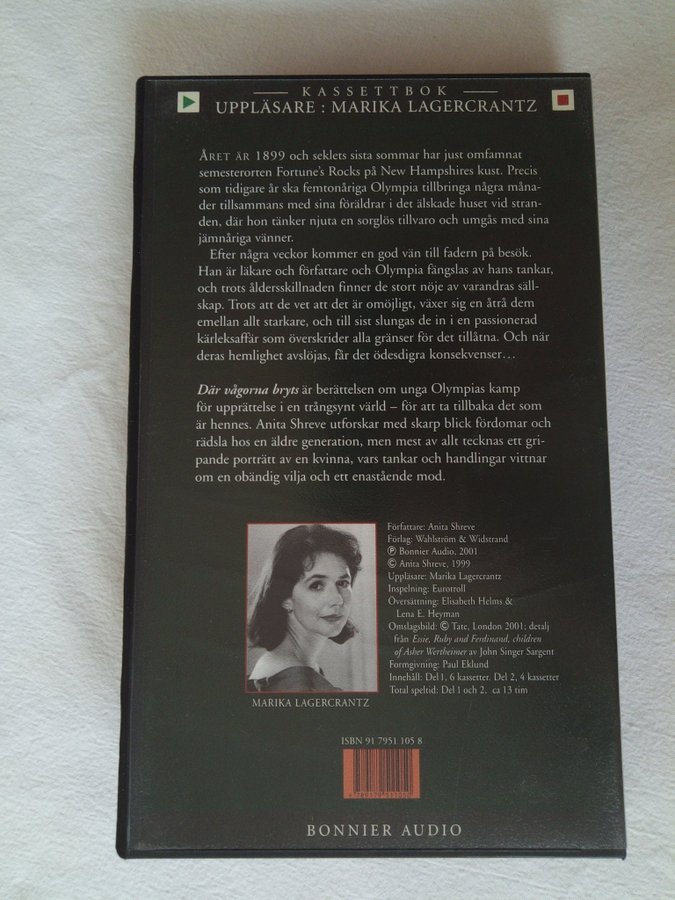 KASSETTBOK
UPPLÄSARE : MARIKA LAGERCRANTZ
ÅRET ÄR 1899 och seklets sista sommar har just omfamnat
semesterorten Fortune's Rocks på New Hampshires kust. Precis
som tidigare år ska femtonåriga Olympia tillbringa några måna-
der tillsammans med sina föräldrar i det älskade huset vid stran-
den, där hon tänker njuta en sorglös tillvaro och umgås med sina
jämnåriga vänner.
Efter några veckor kommer en god vän till fadern på besök.
Han är läkare och författare och Olympia fängslas av hans tankar,
och trots åldersskillnaden finner de stort nöje av varandras säll-
skap. Trots att de vet att det är omöjligt, växer sig en åtrå dem
emellan allt starkare, och till sist slungas de in i en passionerad
kärleksaffär som överskrider alla gränser för det tillåtna. Och när
deras hemlighet avslöjas, får det ödesdigra konsekvenser…
Där vågorna bryts är berättelsen om unga Olympias kamp
för upprättelse i en trångsynt värld – för att ta tillbaka det som
är hennes. Anita Shreve utforskar med skarp blick fördomar och
rädsla hos en äldre generation, men mest av allt tecknas ett gri-
pande porträtt av en kvinna, vars tankar och handlingar vittnar
om en obändig vilja och ett enastående mod.
Författare: Anita Shreve
Förlag: Wahlström & Widstrand
℗ Bonnier Audio, 2001
© Anita Shreve, 1999
Uppläsare: Marika Lagercrantz
Inspelning: Eurotroll
Översättning: Elisabeth Helms &
Lena E. Heyman
Omslagsbild: © Tate, London 2001; detalj
från Essie, Ruby and Ferdinand, children
of Asher Wertheimer av John Singer Sargent
Formgivning: Paul Eklund
Innehåll: Del 1, 6 kassetter. Del 2, 4 kassetter
Total speltid: Del 1 och 2. ca 13 tim
MARIKA LAGERCRANTZ
ISBN 91 7951 105 8
BONNIER AUDIO